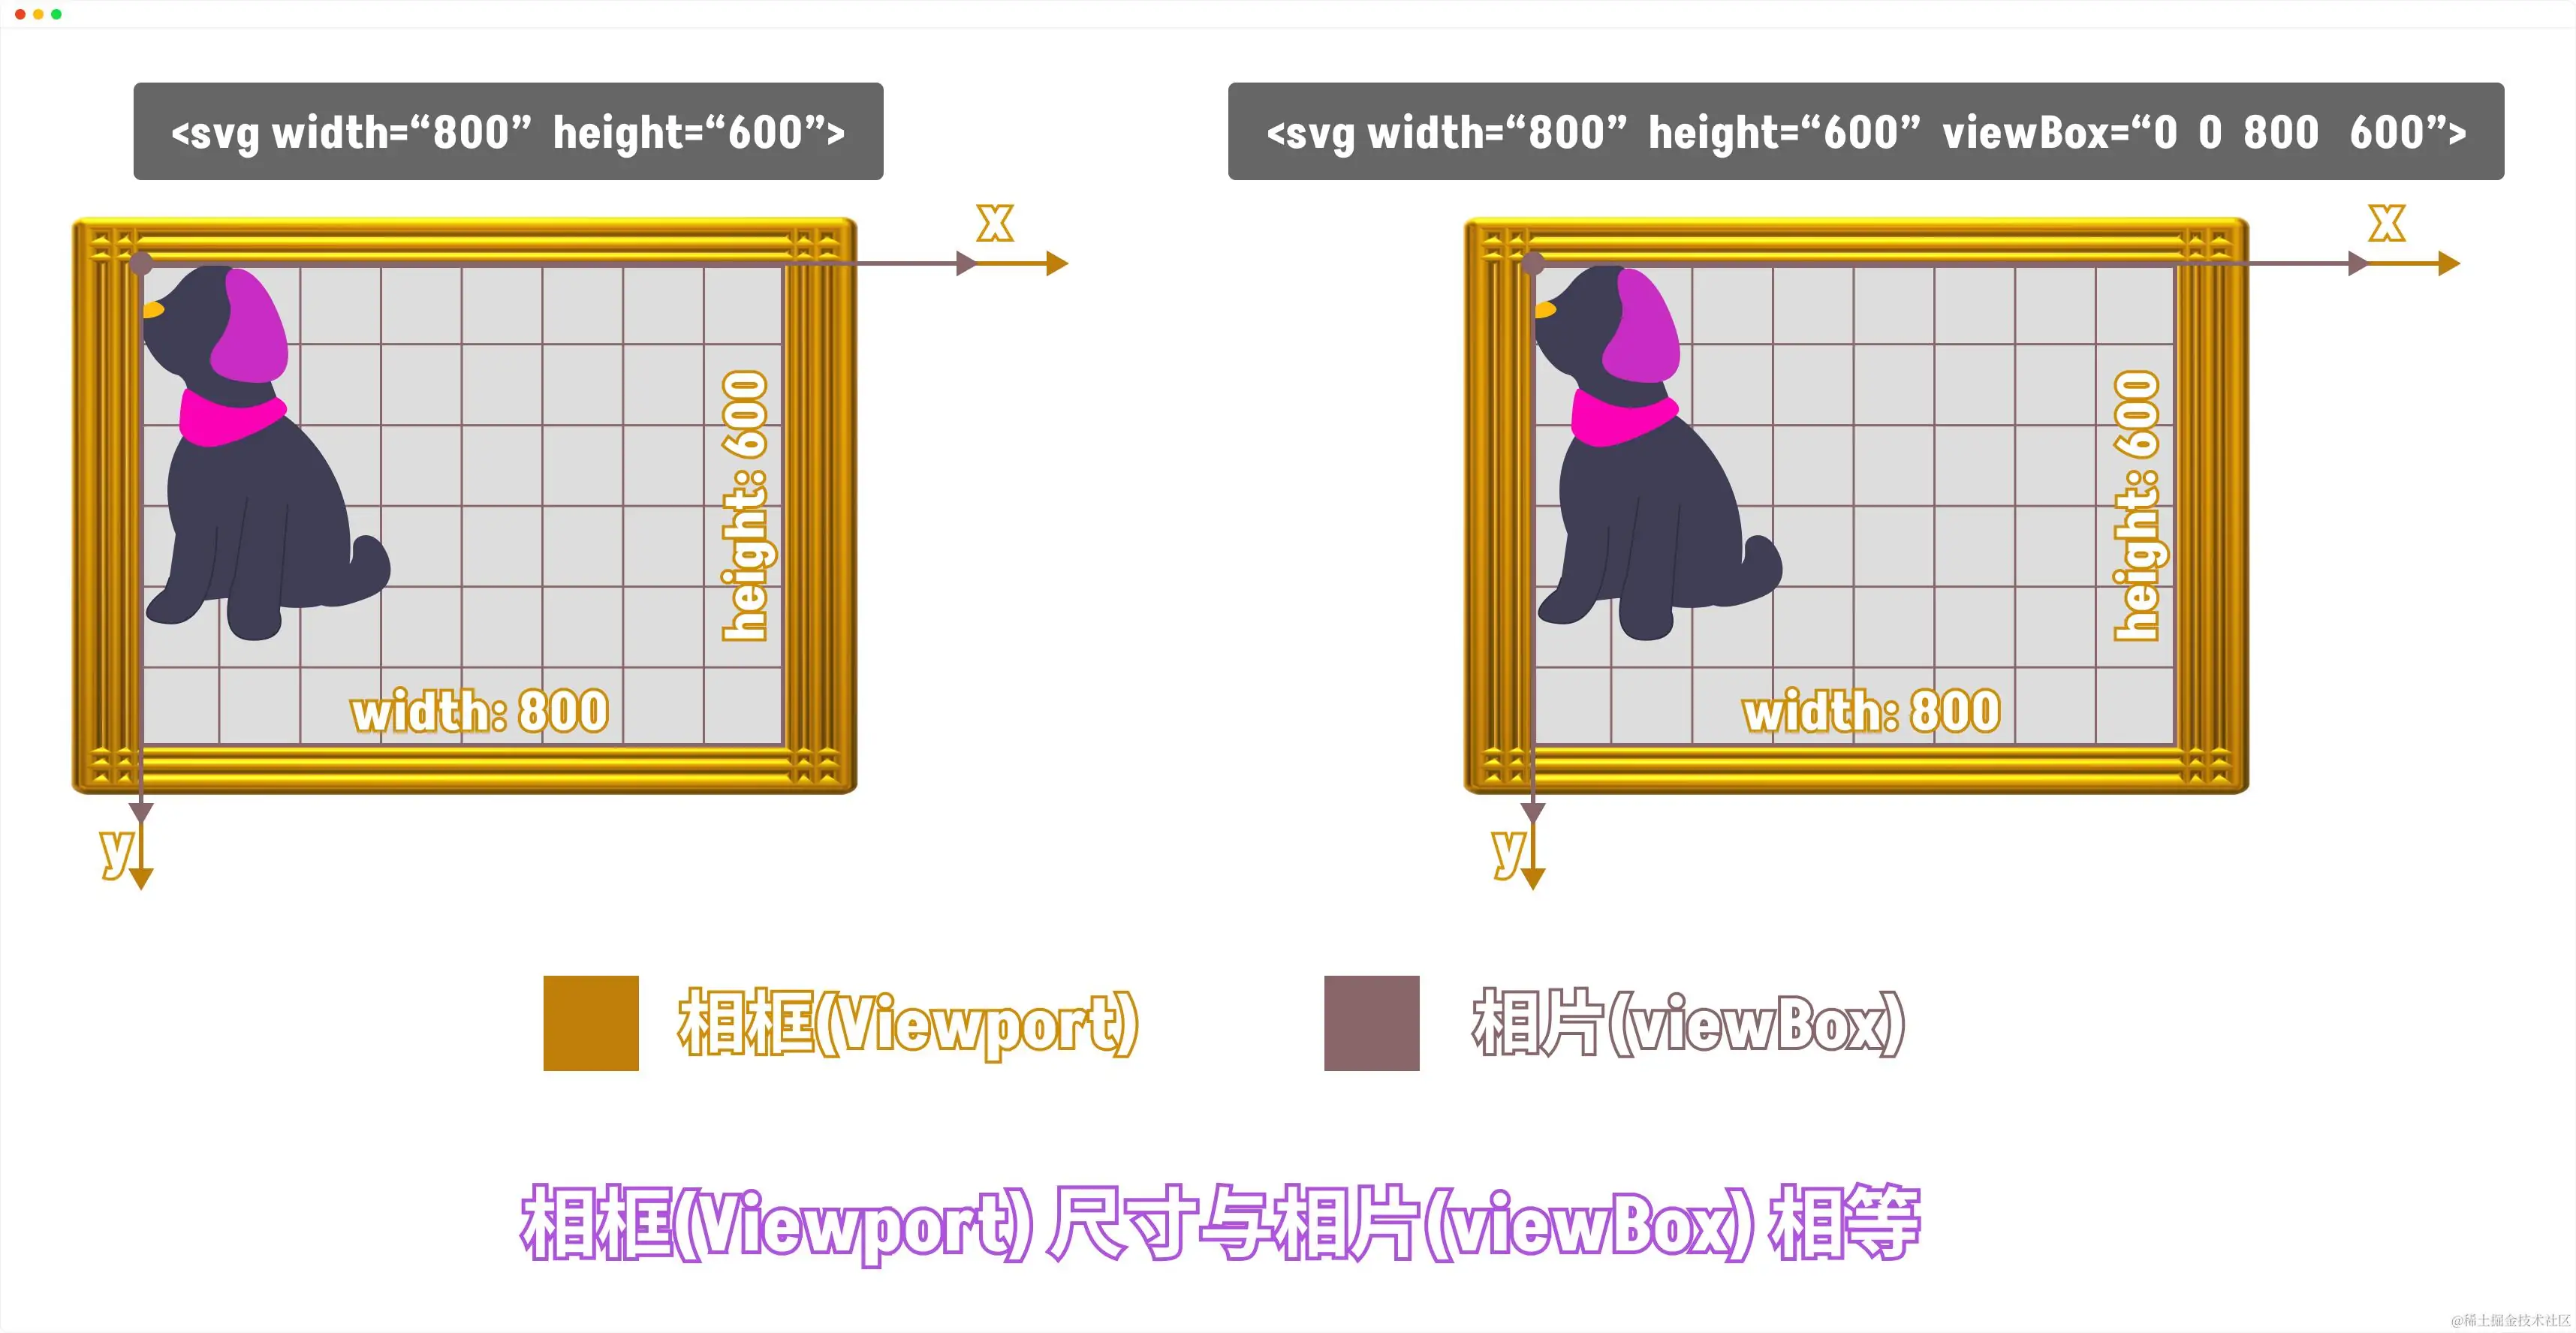 <svg width=“800” height=“600”>
<svg width=“800” height=“600” viewBox=“0 0 800 600”>
x
x
height: 600
height: 600
width: 800
width: 800
y
y
相框(Viewport)
相片(viewBox)
相框(Viewport) 尺寸与相片(viewBox) 相等
@稀土掘金技术社区